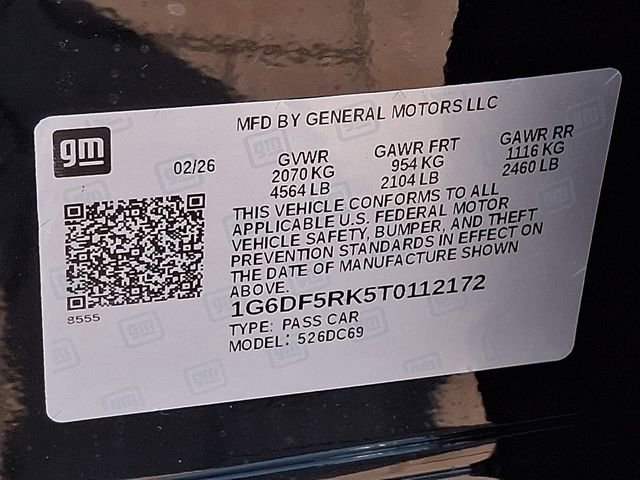 MFD BY GENERAL MOTORS LLC
gm
02/26
GVWR
2070 KG
4564 LB
GAWR FRT
954 KG
2104 LB
GAWR RR
1116 KG
2460 LB
THIS VEHICLE CONFORMS TO ALL
APPLICABLE U.S. FEDERAL MOTOR
VEHICLE SAFETY, BUMPER, AND THEFT
PREVENTION STANDARDS IN EFFECT ON
THE DATE OF MANUFACTURE SHOWN
ABOVE.
8555
1G6DF5RK5T0112172
TYPE: PASS CAR
MODEL: 526DC69